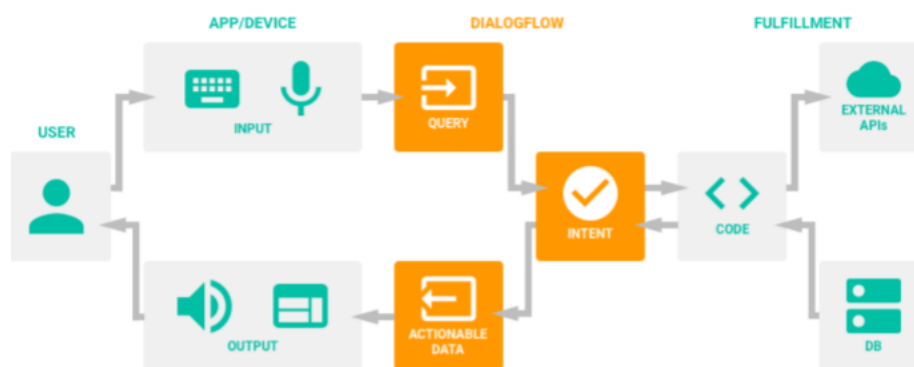 APP/DEVICE
DIALOGFLOW
FULFILLMENT
INPUT
QUERY
EXTERNAL
APIs
USER
INTENT
CODE
OUTPUT
ACTIONABLE
DATA
DB